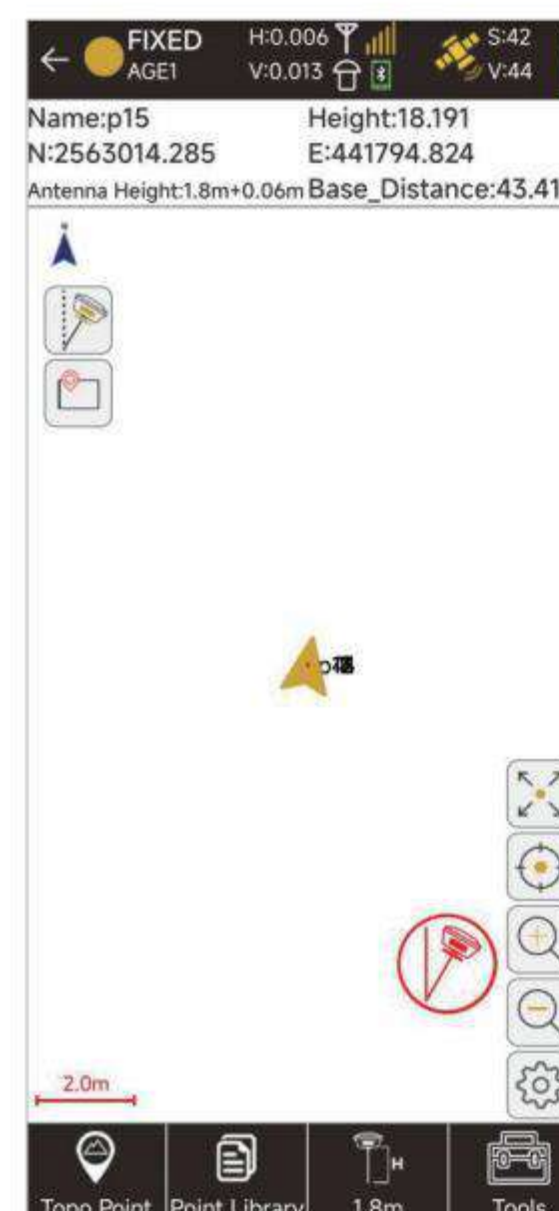 FIXED H:0.006 S:42
AGE1 V:0.013 V:44
Name:p15 Height:18.191
N:2563014.285 E:441794.824
Antenna Height:1.8m+0.06m Base_Distance:43.41
H
2.0m
Topo Point Point Library 1.8m Tools